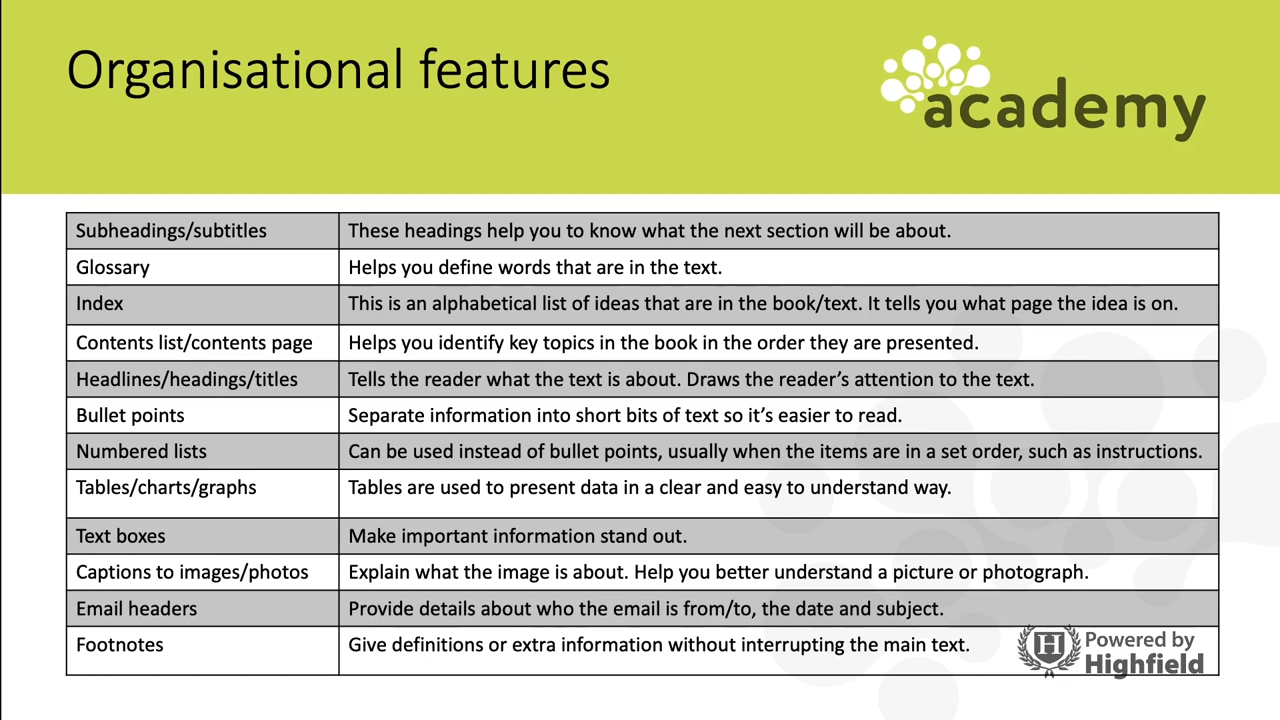 Organisational features
academy
Subheadings/subtitles These headings help you to know what the next section will be about.
Glossary Helps you define words that are in the text.
Index This is an alphabetical list of ideas that are in the book/text. It tells you what page the idea is on.
Contents list/contents page Helps you identify key topics in the book in the order they are presented.
Headlines/headings/titles Tells the reader what the text is about. Draws the reader's attention to the text.
Bullet points Separate information into short bits of text so it's easier to read.
Numbered lists Can be used instead of bullet points, usually when the items are in a set order, such as instructions.
Tables/charts/graphs Tables are used to present data in a clear and easy to understand way.
Text boxes Make important information stand out.
Captions to images/photos Explain what the image is about. Help you better understand a picture or photograph.
Email headers Provide details about who the email is from/to, the date and subject.
Footnotes Give definitions or extra information without interrupting the main text.
H
Powered by
Highfield